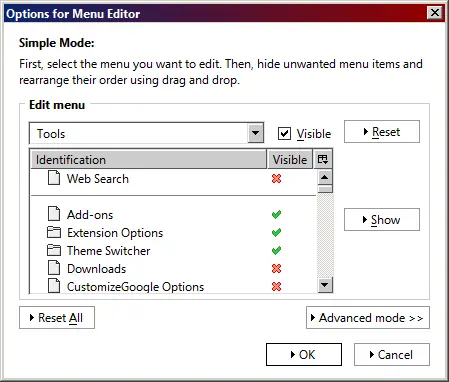 Options for Menu Editor
Simple Mode:
First, select the menu you want to edit. Then, hide unwanted menu items and
rearrange their order using drag and drop.
Edit menu
Tools
Visible
Reset
Identification Visible
Web Search
Add-ons
Extension Options
Show
Theme Switcher
Downloads
CustomizeGoogle Options
Reset All
Advanced mode >>
OK
Cancel